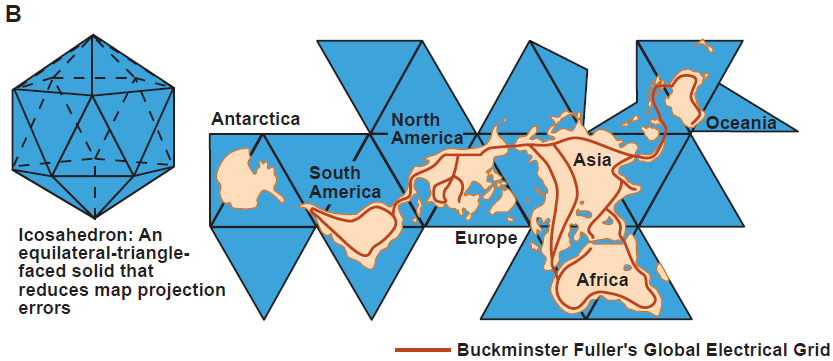 B
Antarctica
North
America
South
America
Asia
Oceania
Europe
Africa
Icosahedron: An
equilateral-triangle-
faced solid that
reduces map projection
errors
Buckminster Fuller's Global Electrical Grid